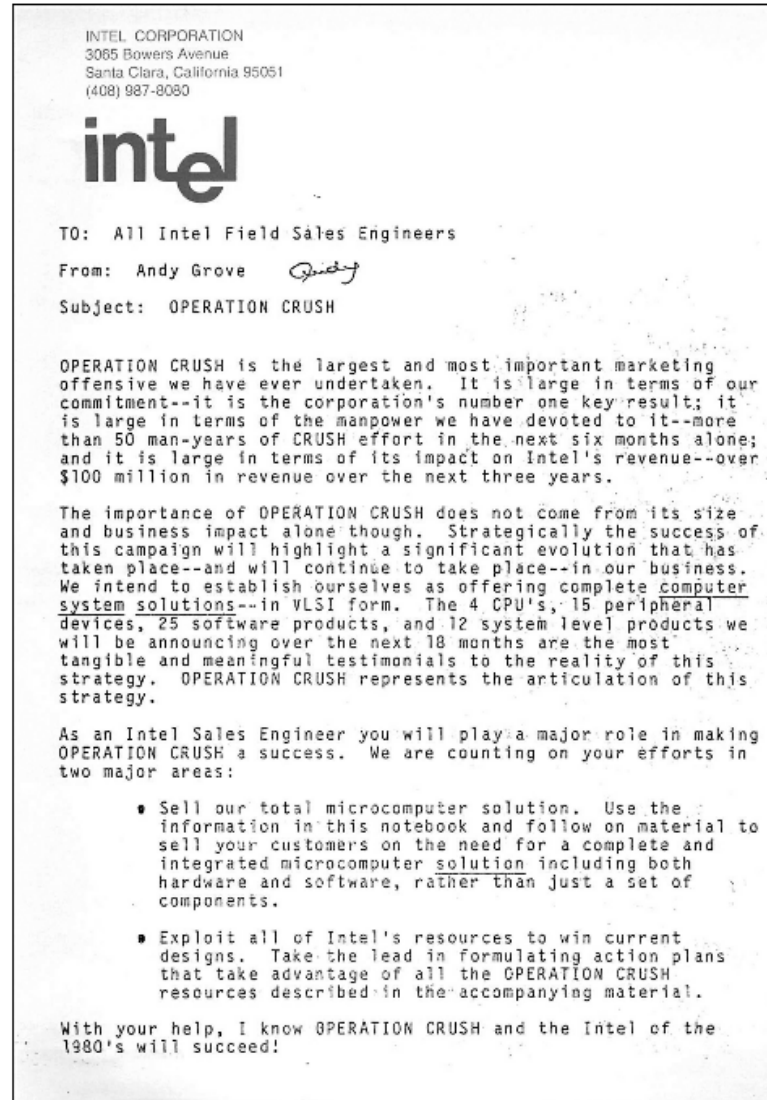 INTEL CORPORATION
3065 Bowers Avenue
Santa Clara, California 95051
(408) 987-8080
intel
TO: All Intel Field Sales Engineers
From: Andy Grove Andy
Subject: OPERATION CRUSH
OPERATION CRUSH is the largest and most important marketing
offensive we have ever undertaken. It is large in terms of our
commitment--it is the corporation's number one key result; it
is large in terms of the manpower we have devoted to it--more
than 50 man-years of CRUSH effort in the next six months alone;
and it is large in terms of its impact on Intel's revenue--over
$100 million in revenue over the next three years.
The importance of OPERATION CRUSH does not come from its size
and business impact alone though. Strategically the success of
this campaign will highlight a significant evolution that has
taken place--and will continue to take place--in our business.
We intend to establish ourselves as offering complete computer
system solutions--in VLSI form. The 4 CPU's, 15 peripheral
devices, 25 software products, and 12 system level products we
will be announcing over the next 18 months are the most
tangible and meaningful testimonials to the reality of this
strategy. OPERATION CRUSH represents the articulation of this
strategy.
As an Intel Sales Engineer you will play a major role in making
OPERATION CRUSH a success. We are counting on your efforts in
two major areas:
• Sell our total microcomputer solution. Use the
information in this notebook and follow on material to
sell your customers on the need for a complete and
integrated microcomputer solution including both
hardware and software, rather than just a set of
components.
• Exploit all of Intel's resources to win current
designs. Take the lead in formulating action plans
that take advantage of all the OPERATION CRUSH
resources described in the accompanying material.
With your help, I know OPERATION CRUSH and the Intel of the
1980's will succeed!